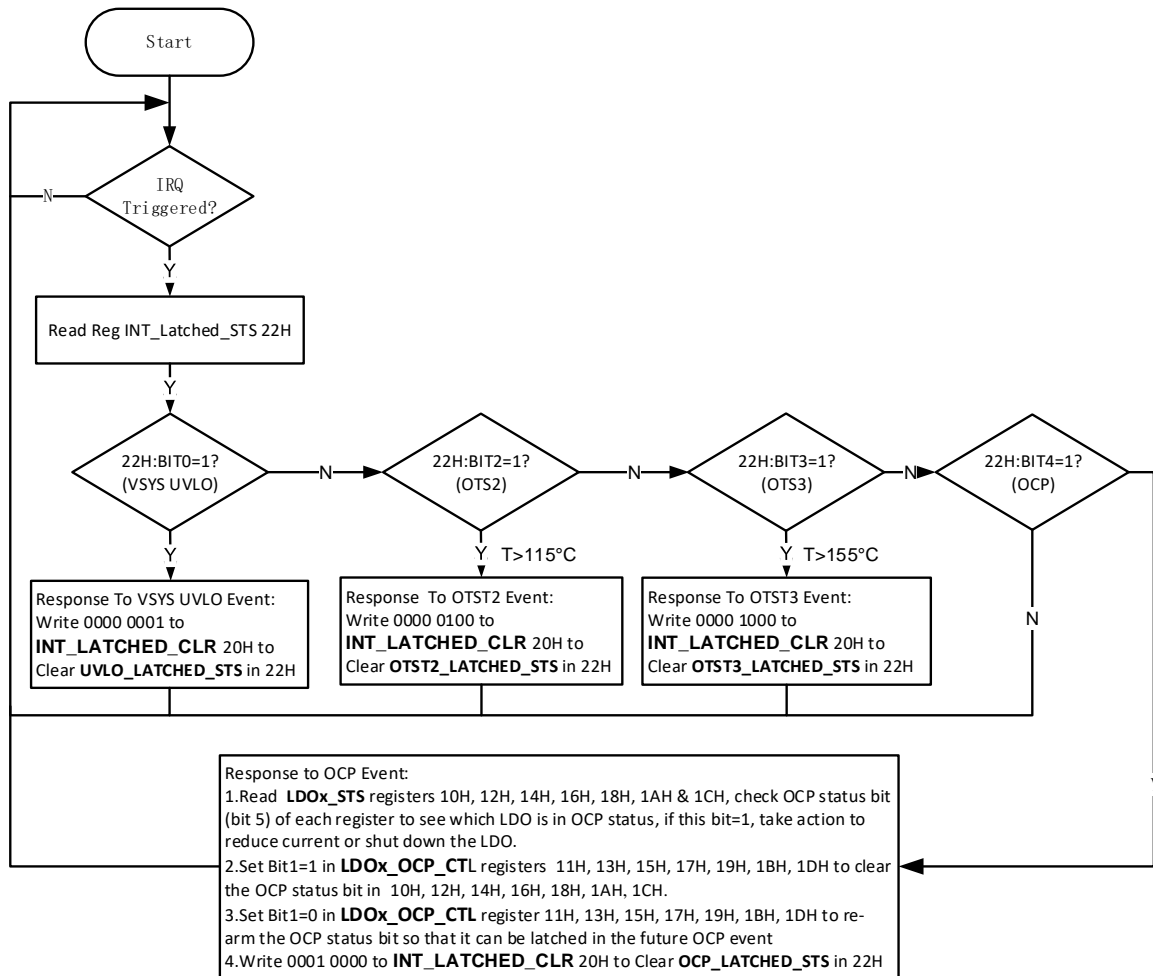 Start
IRQ
Triggered?
N
Y
Read Reg INT_Latched_STS 22H
Y
22H:BIT0=1?
(VSYS UVLO)
N
22H:BIT2=1?
(OTS2)
N
22H:BIT3=1?
(OTS3)
N
22H:BIT4=1?
(OCP)
Y
Y T>115°C
Y T>155°C
N
Response To VSYS UVLO Event:
Write 0000 0001 to
INT_LATCHED_CLR 20H to
Clear UVLO_LATCHED_STS in 22H
Response To OTST2 Event:
Write 0000 0100 to
INT_LATCHED_CLR 20H to
Clear OTST2_LATCHED_STS in 22H
Response To OTST3 Event:
Write 0000 1000 to
INT_LATCHED_CLR 20H to
Clear OTST3_LATCHED_STS in 22H
Response to OCP Event:
1.Read LDOx_STS registers 10H, 12H, 14H, 16H, 18H, 1AH & 1CH, check OCP status bit
(bit 5) of each register to see which LDO is in OCP status, if this bit=1, take action to
reduce current or shut down the LDO.
2.Set Bit1=1 in LDOx_OCP_CTL registers 11H, 13H, 15H, 17H, 19H, 1BH, 1DH to clear
the OCP status bit in 10H, 12H, 14H, 16H, 18H, 1AH, 1CH.
3.Set Bit1=0 in LDOx_OCP_CTL register 11H, 13H, 15H, 17H, 19H, 1BH, 1DH to re-
arm the OCP status bit so that it can be latched in the future OCP event
4.Write 0001 0000 to INT_LATCHED_CLR 20H to Clear OCP_LATCHED_STS in 22H